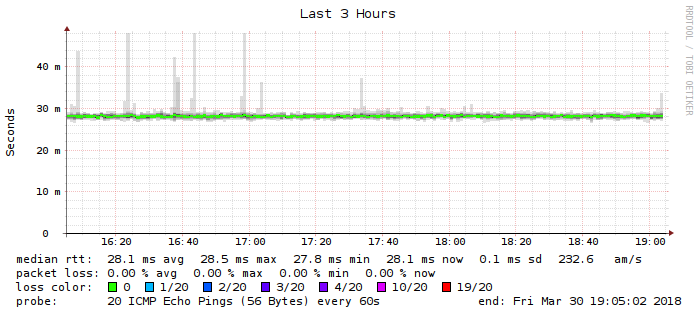 Last 3 Hours
RRDTOOL / TOBI OETIKER
Seconds
40 m
30 m
20 m
10 m
0
16:20 16:40 17:00 17:20 17:40 18:00 18:20 18:40 19:00
median rtt: 28.1 ms avg 28.5 ms max 27.8 ms min 28.1 ms now 0.1 ms sd 232.6 am/s
packet loss: 0.00 % avg 0.00 % max 0.00 % min 0.00 % now
loss color: 0 1/20 2/20 3/20 4/20 10/20 19/20
probe: 20 ICMP Echo Pings (56 Bytes) every 60s end: Fri Mar 30 19:05:02 2018